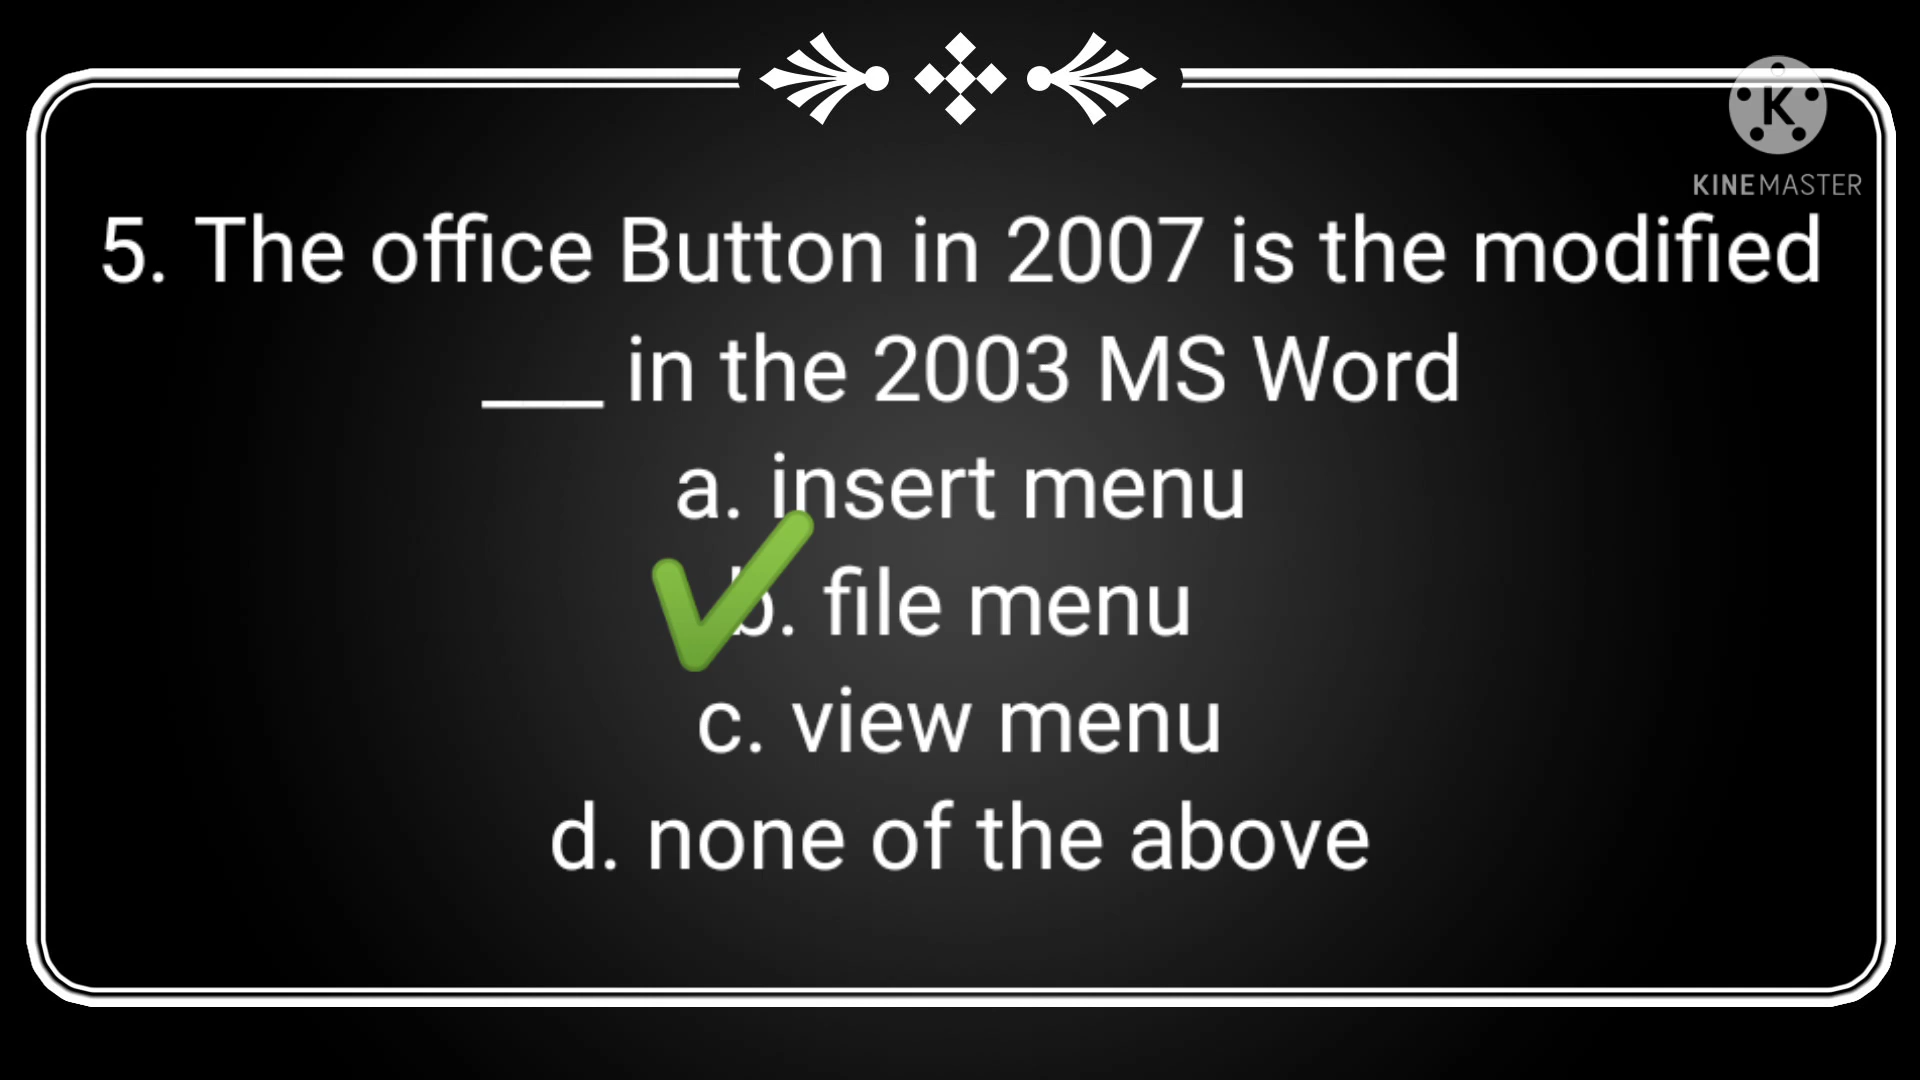 K
KINEMASTER
5. The office Button in 2007 is the modified
___ in the 2003 MS Word
a. insert menu
b. file menu
c. view menu
d. none of the above